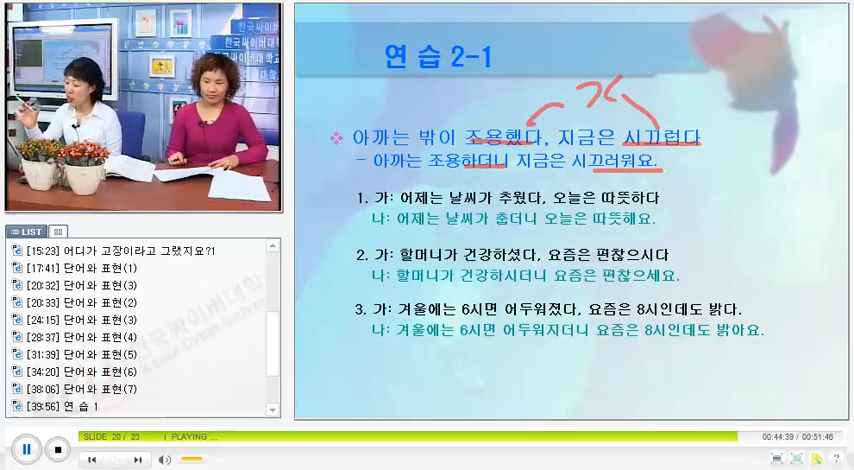 한국싸이버대학교
연 습 2-1
❖ 아까는 밖이 조용했다, 지금은 시끄럽다
- 아까는 조용하더니 지금은 시끄러워요.
1. 가: 어제는 날씨가 추웠다, 오늘은 따뜻하다
나: 어제는 날씨가 춥더니 오늘은 따뜻해요.
2. 가: 할머니가 건강하셨다, 요즘은 편찮으시다
나: 할머니가 건강하시더니 요즘은 편찮으세요.
3. 가: 겨울에는 6시면 어두워졌다, 요즘은 8시인데도 밝다.
나: 겨울에는 6시면 어두워지더니 요즘은 8시인데도 밝아요.
LIST
[15:23] 어디가 고장이라고 그랬지요?1
[17:41] 단어와 표현(1)
[20:32] 단어와 표현(3)
[20:33] 단어와 표현(2)
[24:15] 단어와 표현(3)
[28:37] 단어와 표현(4)
[31:39] 단어와 표현(5)
[34:20] 단어와 표현(6)
[38:06] 단어와 표현(7)
[39:56] 연 습 1
SLIDE 20 / 23 | PLAYING ...
00:44:39 / 00:51:46